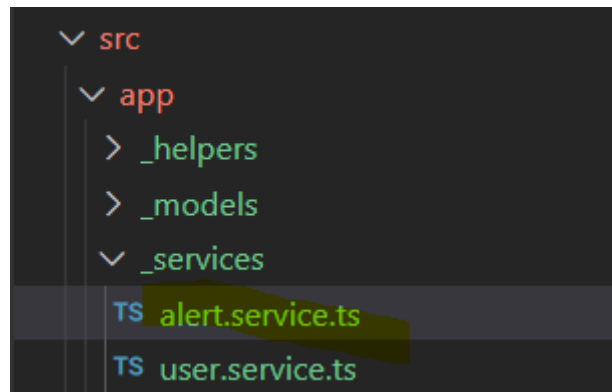 src
app
_helpers
_models
_services
TS alert.service.ts
TS user.service.ts